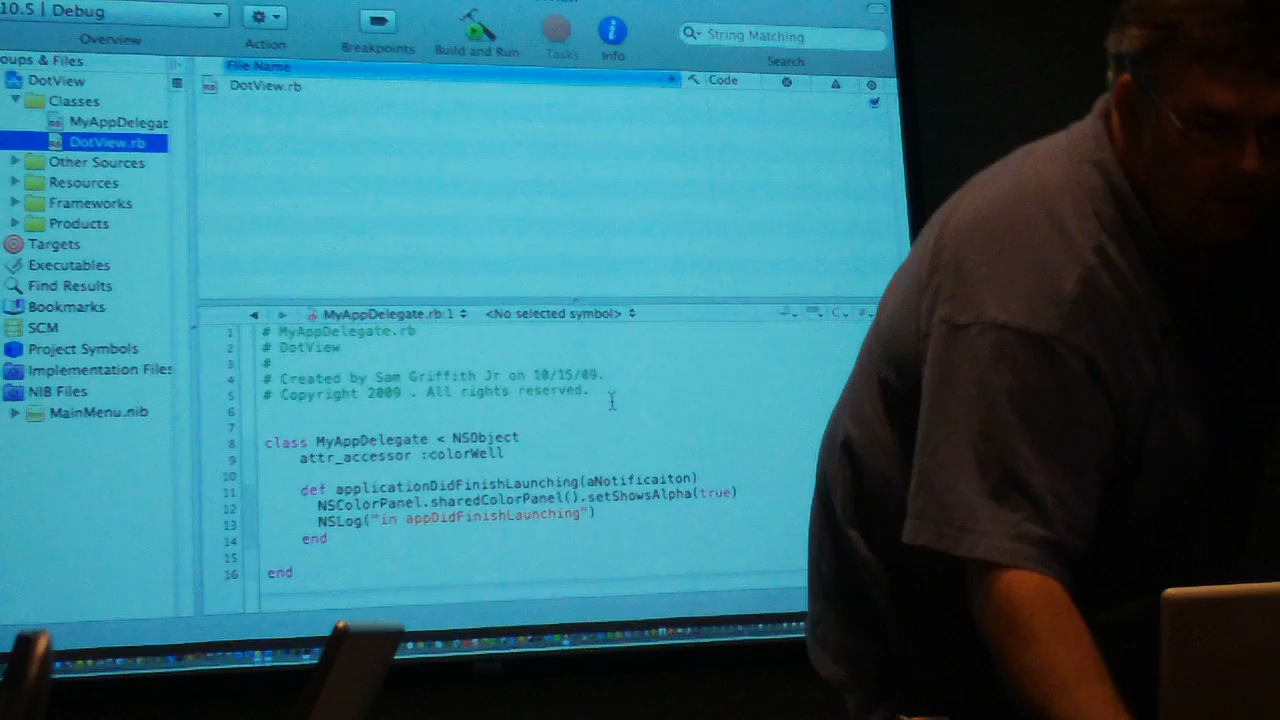 10.5 | Debug
Overview
Action
Breakpoints
Build and Run
Tasks
Info
String Matching
Search
oups & Files
DotView
Classes
MyAppDelegat
DotView.rb
Other Sources
Resources
Frameworks
Products
Targets
Executables
Find Results
Bookmarks
SCM
Project Symbols
Implementation Files
NIB Files
MainMenu.nib
File Name
Code
DotView.rb
MyAppDelegate.rb:1
<No selected symbol>
1 # MyAppDelegate.rb
2 # DotView
3 #
4 # Created by Sam Griffith Jr on 10/15/09.
5 # Copyright 2009 . All rights reserved.
6
7
8 class MyAppDelegate < NSObject
9 attr_accessor :colorWell
10
11 def applicationDidFinishLaunching(aNotificaiton)
12 NSColorPanel.sharedColorPanel().setShowsAlpha(true)
13 NSLog("in appDidFinishLaunching")
14 end
15
16 end